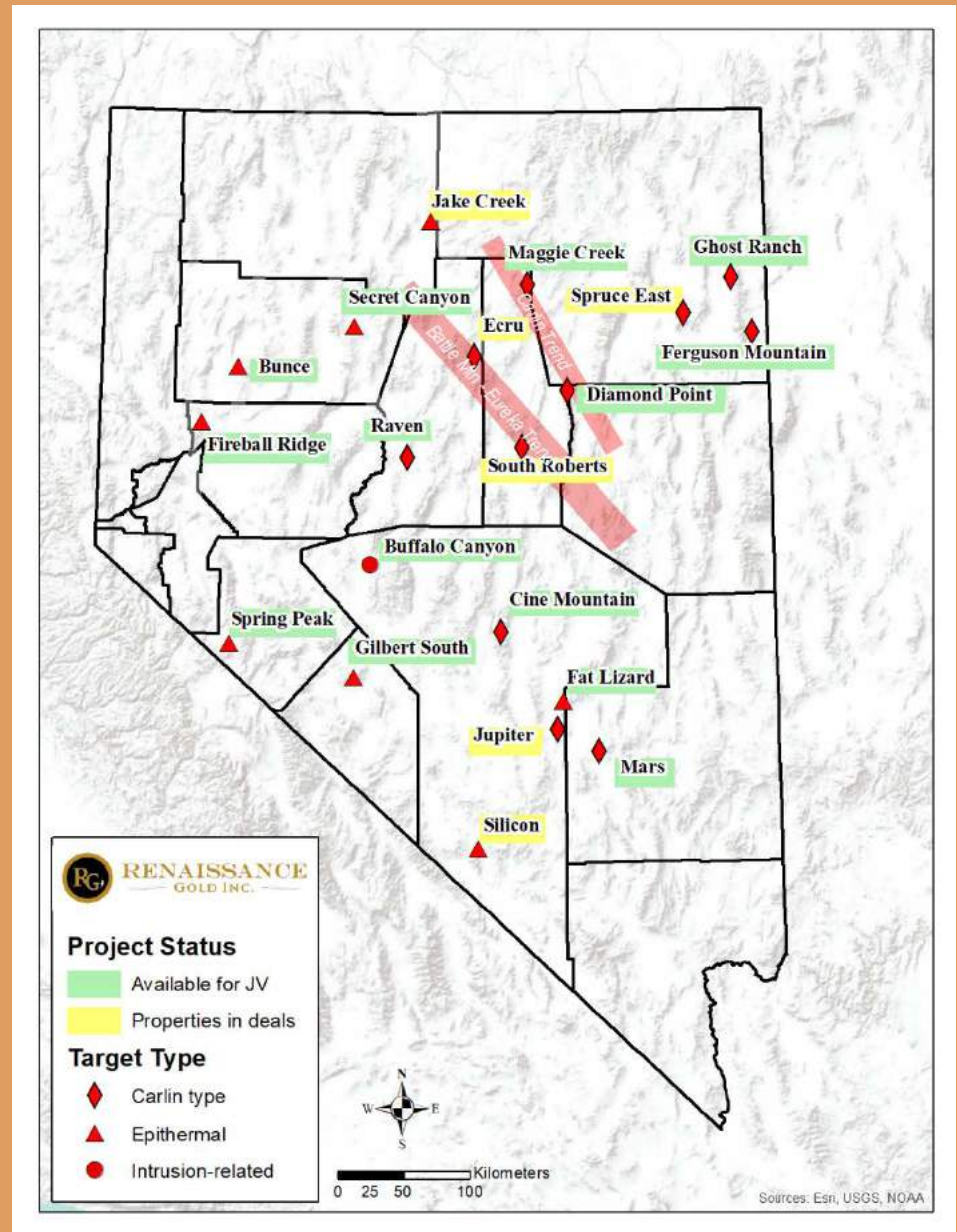 Jake Creek
Maggie Creek
Ghost Ranch
Secret Canyon
Spruce East
Ecru
Carlin Trend
Ferguson Mountain
Bunce
Battle Mtn - Eureka Trend
Diamond Point
Raven
Fireball Ridge
South Roberts
Buffalo Canyon
Cine Mountain
Spring Peak
Gilbert South
Fat Lizard
Jupiter
Mars
Silicon
RG
RENAISSANCE
GOLD INC.
Project Status
Available for JV
Properties in deals
Target Type
Carlin type
Epithermal
Intrusion-related
N
W E
S
Kilometers
0 25 50 100
Sources: Esri, USGS, NOAA